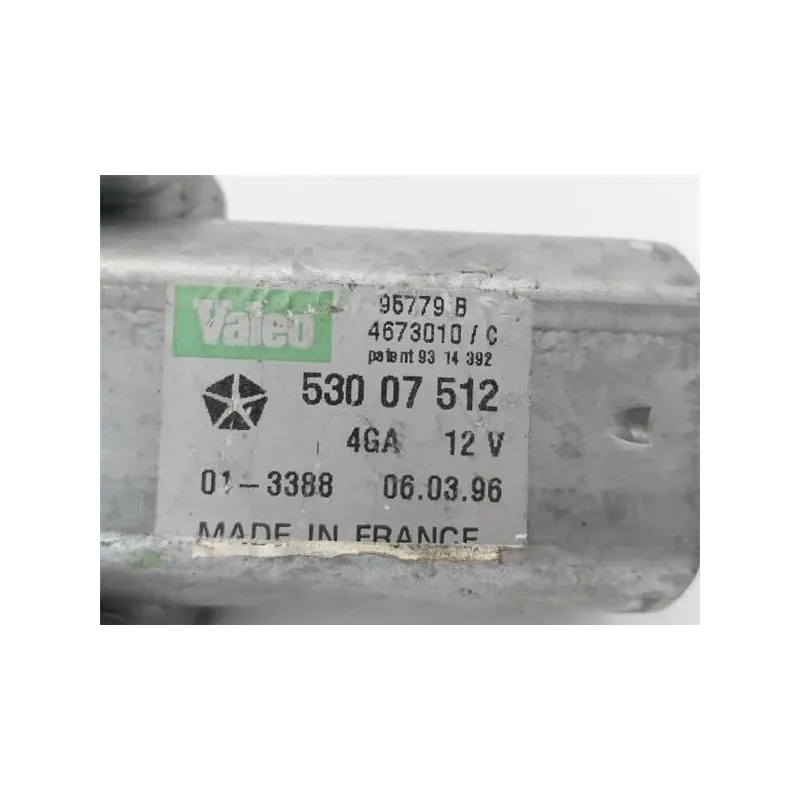 Valeo
95779 B
4673010 / C
patent 93 14 392
530 07 512
4GA 12 V
01-3388 06.03.96
MADE IN FRANCE